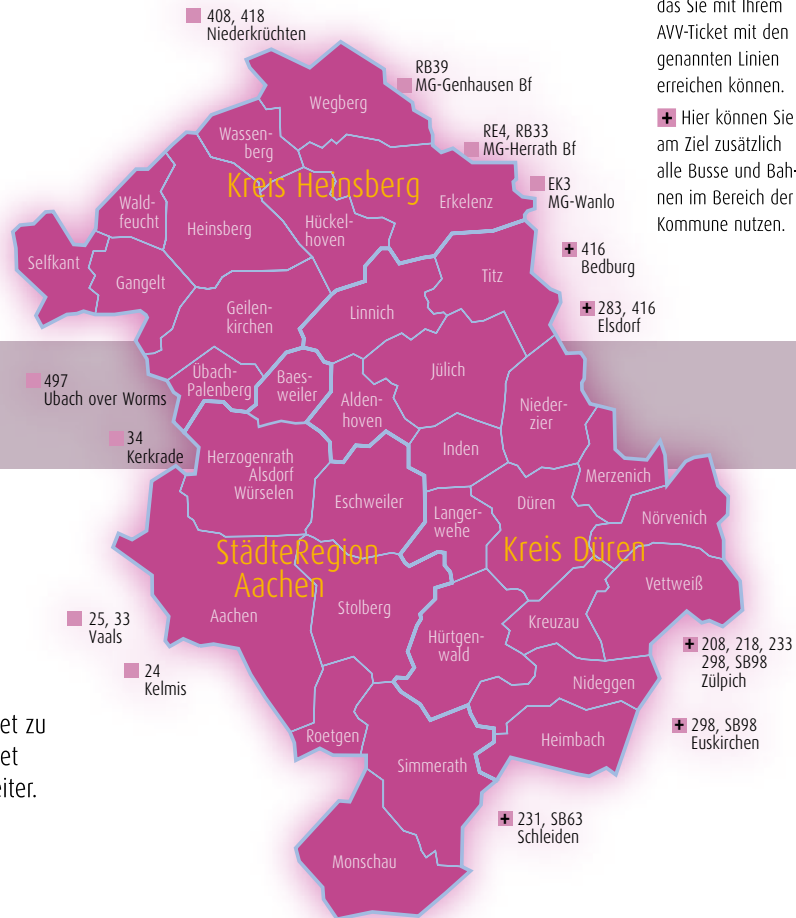 408, 418
Niederkrüchten
das Sie mit Ihrem
AVV-Ticket mit den
genannten Linien
erreichen können.
+ Hier können Sie
am Ziel zusätzlich
alle Busse und Bah-
nen im Bereich der
Kommune nutzen.
RB39
MG-Genhausen Bf
Wegberg
RE4, RB33
MG-Herrath Bf
Wassen-
berg
EK3
MG-Wanlo
Kreis Heinsberg
Erkelenz
Wald-
feucht
Heinsberg
Hückel-
hoven
+ 416
Bedburg
Selfkant
Gangelt
Titz
+ 283, 416
Elsdorf
Geilen-
kirchen
Linnich
497
Ubach over Worms
Übach-
Palenberg
Baes-
weiler
Jülich
Alden-
hoven
Nieder-
zier
34
Kerkrade
Herzogenrath
Alsdorf
Würselen
Inden
Merzenich
Eschweiler
Langer-
wehe
Düren
Nörvenich
StädteRegion
Aachen
Kreis Düren
Vettweiß
Aachen
Stolberg
Kreuzau
25, 33
Vaals
Hürtgen-
wald
+ 208, 218, 233
298, SB98
Zülpich
24
Kelmis
Nideggen
et zu
et
iter.
Roetgen
Heimbach
+ 298, SB98
Euskirchen
Simmerath
+ 231, SB63
Schleiden
Monschau